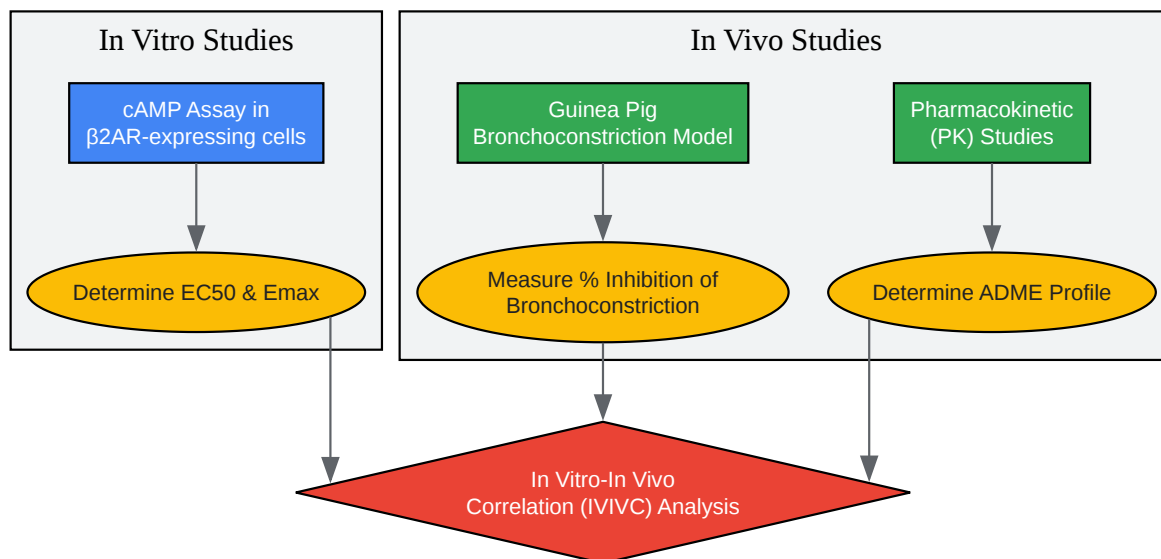 In Vitro Studies
cAMP Assay in
β2AR-expressing cells
Determine EC50 & Emax
In Vivo Studies
Guinea Pig
Bronchoconstriction Model
Pharmacokinetic
(PK) Studies
Measure % Inhibition of
Bronchoconstriction
Determine ADME Profile
In Vitro-In Vivo
Correlation (IVIVC) Analysis